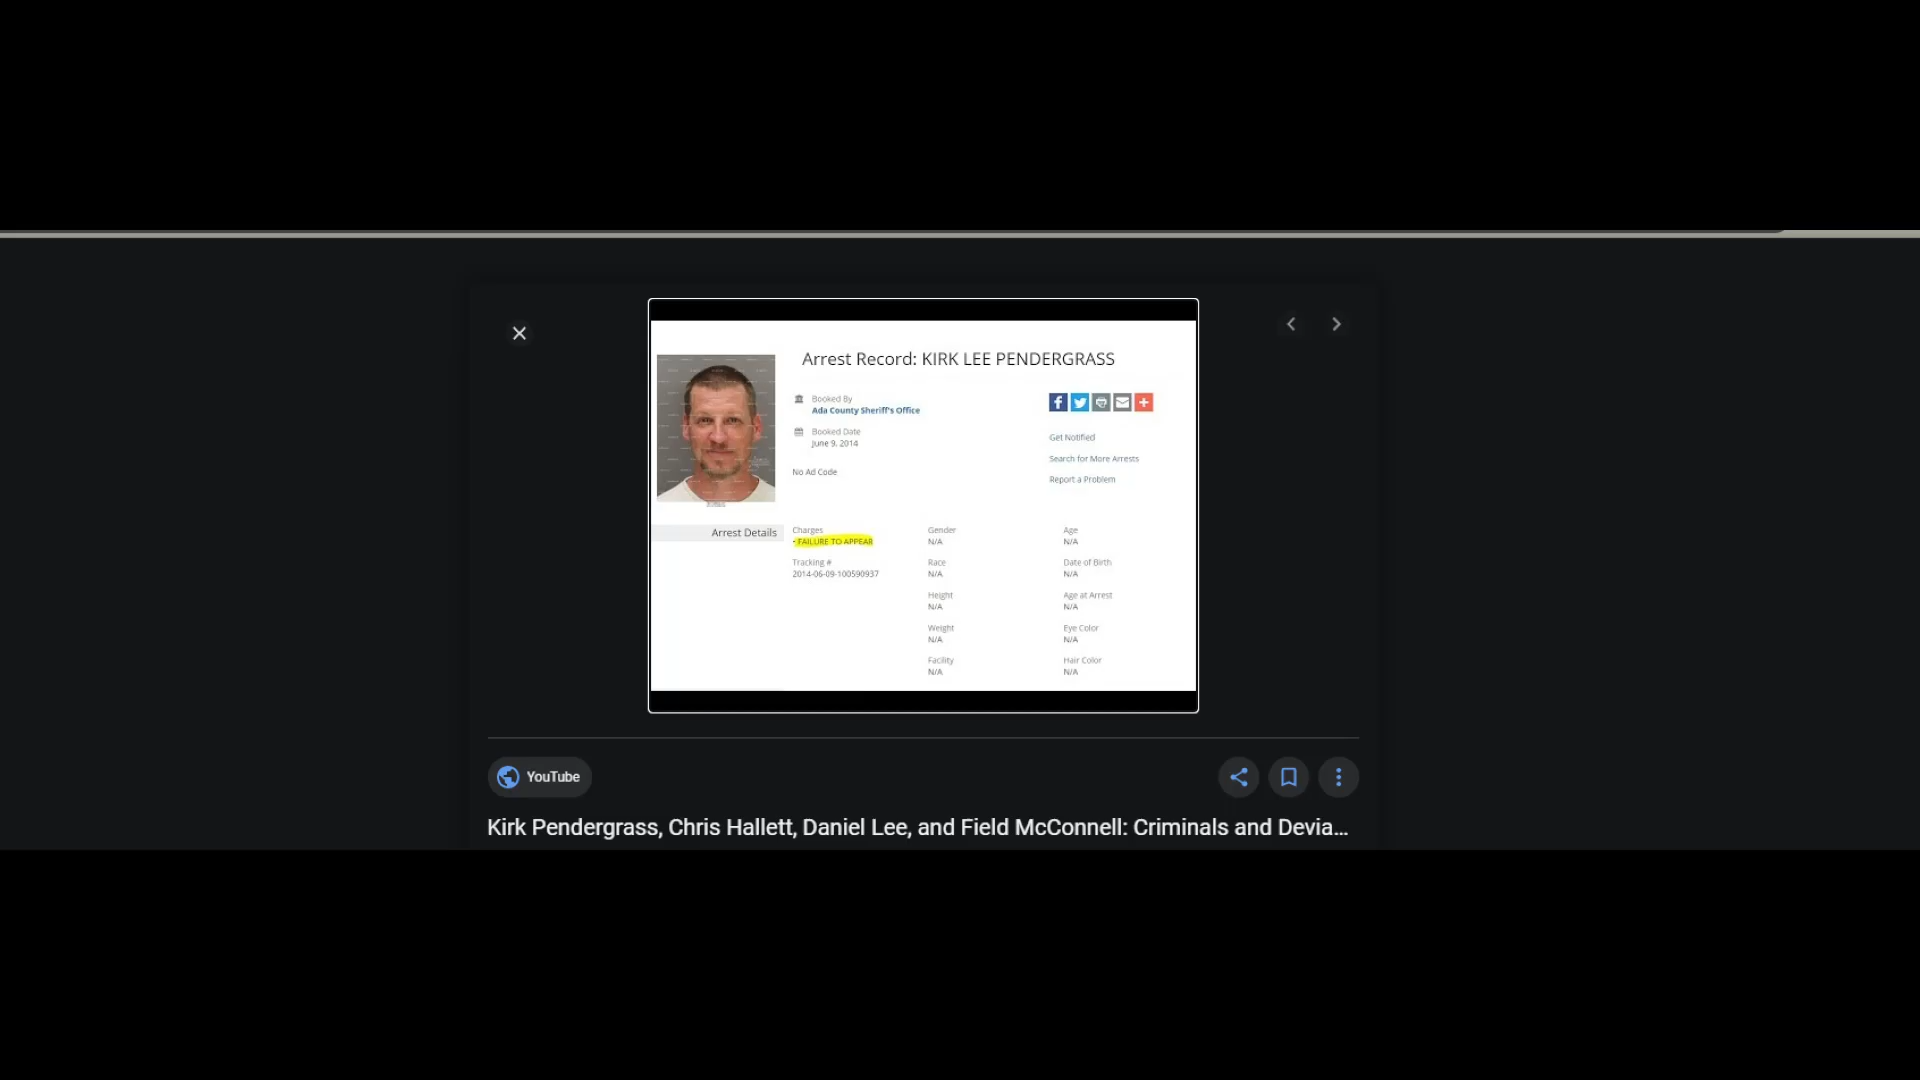 Arrest Record: KIRK LEE PENDERGRASS
Booked By
Ada County Sheriff's Office
Booked Date
June 9, 2014
No Ad Code
Get Notified
Search for More Arrests
Report a Problem
Arrest Details
Charges
- FAILURE TO APPEAR
Tracking #
2014-06-09-100590937
Gender
N/A
Race
N/A
Height
N/A
Weight
N/A
Facility
N/A
Age
N/A
Date of Birth
N/A
Age at Arrest
N/A
Eye Color
N/A
Hair Color
N/A
YouTube
Kirk Pendergrass, Chris Hallett, Daniel Lee, and Field McConnell: Criminals and Devia...